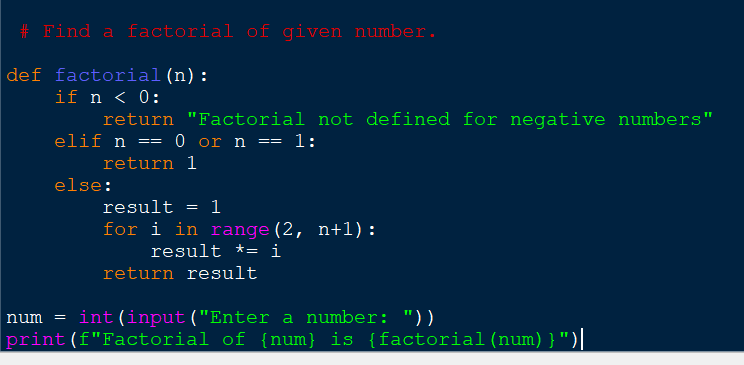 # Find a factorial of given number.
def factorial(n):
    if n < 0:
        return "Factorial not defined for negative numbers"
    elif n == 0 or n == 1:
        return 1
    else:
        result = 1
        for i in range(2, n+1):
            result *= i
        return result
num = int(input("Enter a number: "))
print(f"Factorial of {num} is {factorial(num)}")